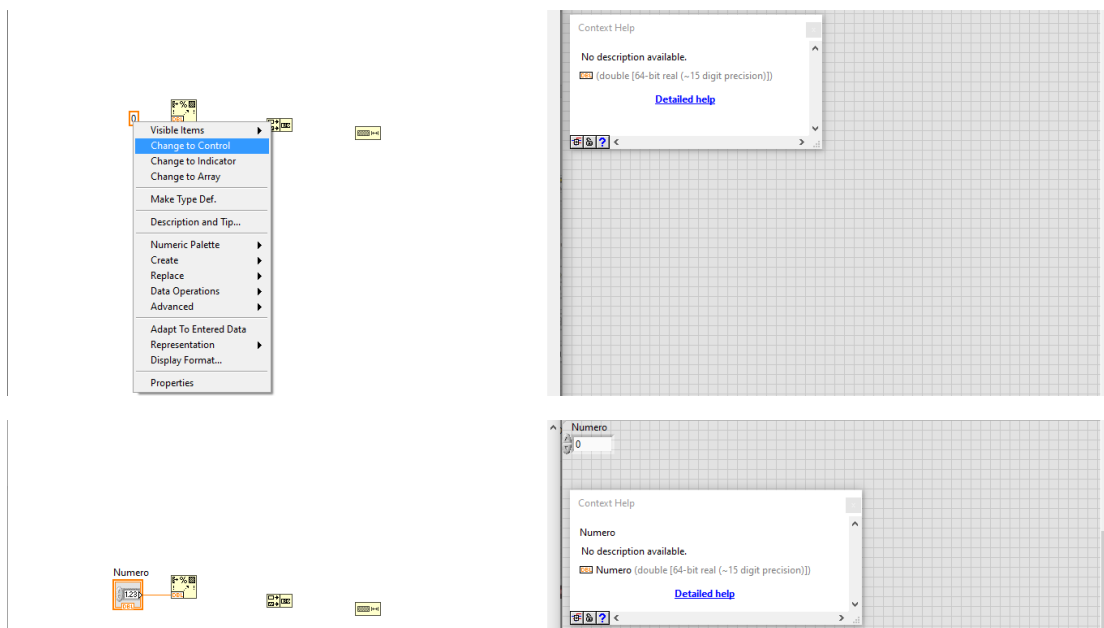 0
Visible Items
Change to Control
Change to Indicator
Change to Array
Make Type Def.
Description and Tip...
Numeric Palette
Create
Replace
Data Operations
Advanced
Adapt To Entered Data
Representation
Display Format...
Properties
Context Help
No description available.
(double [64-bit real (~15 digit precision)])
Detailed help
?
Numero
1.23
Numero
0
Context Help
Numero
No description available.
Numero (double [64-bit real (~15 digit precision)])
Detailed help
?